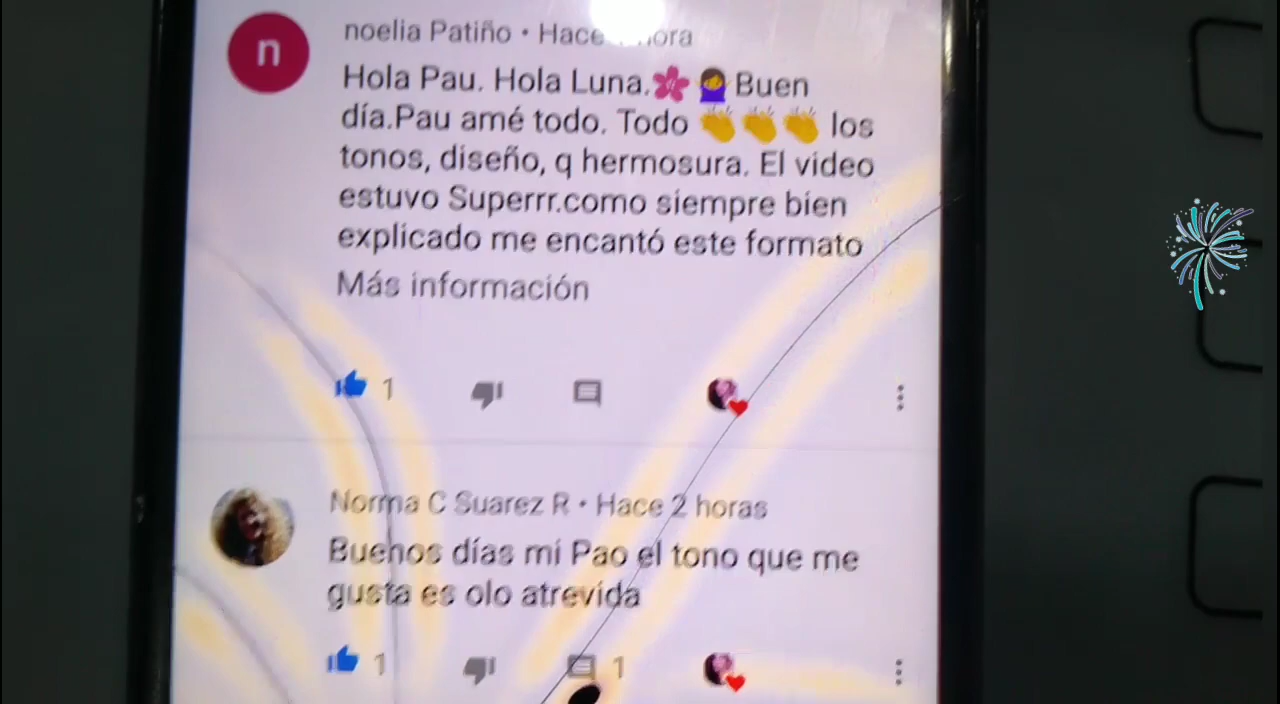 n
noelia Patiño • Hace hora
Hola Pau. Hola Luna.🌸🙍‍♀️Buen
día.Pau amé todo. Todo 👏👏👏 los
tonos, diseño, q hermosura. El video
estuvo Superrr.como siempre bien
explicado me encantó este formato
Más información
1
Norma C Suarez R • Hace 2 horas
Buenos días mi Pao el tono que me
gusta es olo atrevida
1 1